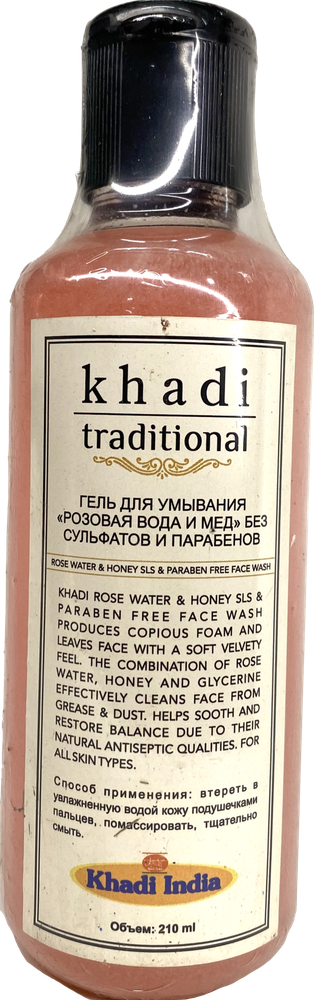 khadi
traditional
ГЕЛЬ ДЛЯ УМЫВАНИЯ
«РОЗОВАЯ ВОДА И МЕД» БЕЗ
СУЛЬФАТОВ И ПАРАБЕНОВ
ROSE WATER & HONEY SLS & PARABEN FREE FACE WASH
KHADI ROSE WATER & HONEY SLS &
PARABEN FREE FACE WASH
PRODUCES COPIOUS FOAM AND
LEAVES FACE WITH A SOFT VELVETY
FEEL. THE COMBINATION OF ROSE
WATER, HONEY AND GLYCERINE
EFFECTIVELY CLEANS FACE FROM
GREASE & DUST. HELPS SOOTH AND
RESTORE BALANCE DUE TO THEIR
NATURAL ANTISEPTIC QUALITIES. FOR
ALL SKIN TYPES.
Способ применения: втереть в
увлажненную водой кожу подушечками
пальцев, помассировать, тщательно
смыть.
Khadi India
Объем: 210 ml